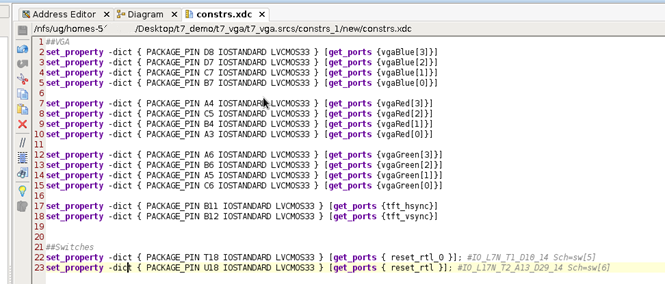 Address Editor × Diagram × constrs.xdc ×
/nfs/ug/homes-5 /Desktop/t7_demo/t7_vga/t7_vga.srcs/constrs_1/new/constrs.xdc
1 ##VGA
2 set_property -dict { PACKAGE_PIN D8 IOSTANDARD LVCMOS33 } [get_ports {vgaBlue[3]}]
3 set_property -dict { PACKAGE_PIN D7 IOSTANDARD LVCMOS33 } [get_ports {vgaBlue[2]}]
4 set_property -dict { PACKAGE_PIN C7 IOSTANDARD LVCMOS33 } [get_ports {vgaBlue[1]}]
5 set_property -dict { PACKAGE_PIN B7 IOSTANDARD LVCMOS33 } [get_ports {vgaBlue[0]}]
6
7 set_property -dict { PACKAGE_PIN A4 IOSTANDARD LVCMOS33 } [get_ports {vgaRed[3]}]
8 set_property -dict { PACKAGE_PIN C5 IOSTANDARD LVCMOS33 } [get_ports {vgaRed[2]}]
9 set_property -dict { PACKAGE_PIN B4 IOSTANDARD LVCMOS33 } [get_ports {vgaRed[1]}]
10 set_property -dict { PACKAGE_PIN A3 IOSTANDARD LVCMOS33 } [get_ports {vgaRed[0]}]
11
12 set_property -dict { PACKAGE_PIN A6 IOSTANDARD LVCMOS33 } [get_ports {vgaGreen[3]}]
13 set_property -dict { PACKAGE_PIN B6 IOSTANDARD LVCMOS33 } [get_ports {vgaGreen[2]}]
14 set_property -dict { PACKAGE_PIN A5 IOSTANDARD LVCMOS33 } [get_ports {vgaGreen[1]}]
15 set_property -dict { PACKAGE_PIN C6 IOSTANDARD LVCMOS33 } [get_ports {vgaGreen[0]}]
16
17 set_property -dict { PACKAGE_PIN B11 IOSTANDARD LVCMOS33 } [get_ports {tft_hsync}]
18 set_property -dict { PACKAGE_PIN B12 IOSTANDARD LVCMOS33 } [get_ports {tft_vsync}]
19
20
21 ##Switches
22 set_property -dict { PACKAGE_PIN T18 IOSTANDARD LVCMOS33 } [get_ports { reset_rtl_0 }]; #IO_L7N_T1_D10_14 Sch=sw[5]
23 set_property -dict { PACKAGE_PIN U18 IOSTANDARD LVCMOS33 } [get_ports { reset_rtl }]; #IO_L17N_T2_A13_D29_14 Sch=sw[6]